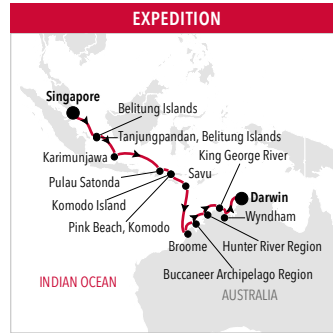 EXPEDITION
Singapore
Belitung Islands
Tanjungpandan, Belitung Islands
Karimunjawa
King George River
Pulau Satonda
Savu
Komodo Island
Darwin
Pink Beach, Komodo
Wyndham
Broome
Hunter River Region
Buccaneer Archipelago Region
INDIAN OCEAN
AUSTRALIA